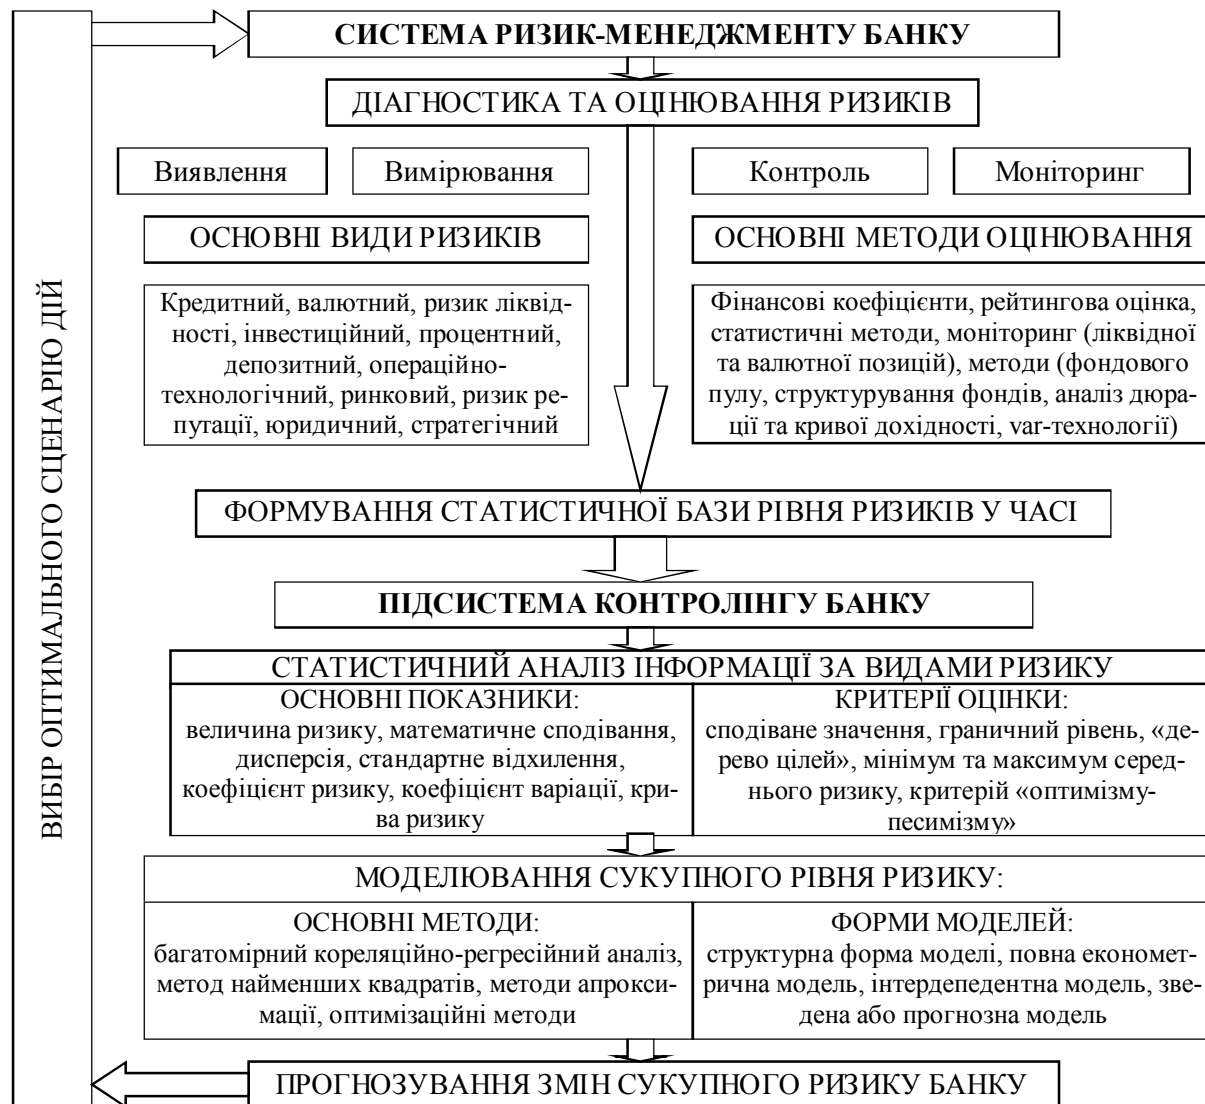 СИСТЕМА РИЗИК-МЕНЕДЖМЕНТУ БАНКУ
ДІАГНОСТИКА ТА ОЦІНЮВАННЯ РИЗИКІВ
Виявлення
Вимірювання
Контроль
Моніторинг
ОСНОВНІ ВИДИ РИЗИКІВ
Кредитний, валютний, ризик ліквід-
ності, інвестиційний, процентний,
депозитний, операційно-
технологічний, ринковий, ризик ре-
путації, юридичний, стратегічний
ОСНОВНІ МЕТОДИ ОЦІНЮВАННЯ
Фінансові коефіцієнти, рейтингова оцінка,
статистичні методи, моніторинг (ліквідної
та валютної позицій), методи (фондового
пулу, структурування фондів, аналіз дюра-
ції та кривої дохідності, var-технології)
ФОРМУВАННЯ СТАТИСТИЧНОЇ БАЗИ РІВНЯ РИЗИКІВ У ЧАСІ
ПІДСИСТЕМА КОНТРОЛІНГУ БАНКУ
СТАТИСТИЧНИЙ АНАЛІЗ ІНФОРМАЦІЇ ЗА ВИДАМИ РИЗИКУ
ОСНОВНІ ПОКАЗНИКИ:
величина ризику, математичне сподівання,
дисперсія, стандартне відхилення,
коефіцієнт ризику, коефіцієнт варіації, кри-
ва ризику
КРИТЕРІЇ ОЦІНКИ:
сподіване значення, граничний рівень, «де-
рево цілей», мінімум та максимум серед-
нього ризику, критерій «оптимізму-
песимізму»
МОДЕЛЮВАННЯ СУКУПНОГО РІВНЯ РИЗИКУ:
ОСНОВНІ МЕТОДИ:
багатомірний кореляційно-регресійний аналіз,
метод найменших квадратів, методи апрокси-
мації, оптимізаційні методи
ФОРМИ МОДЕЛЕЙ:
структурна форма моделі, повна економет-
рична модель, інтердепедентна модель, зве-
дена або прогнозна модель
ПРОГНОЗУВАННЯ ЗМІН СУКУПНОГО РИЗИКУ БАНКУ
ВИБІР ОПТИМАЛЬНОГО СЦЕНАРІЮ ДІЙ